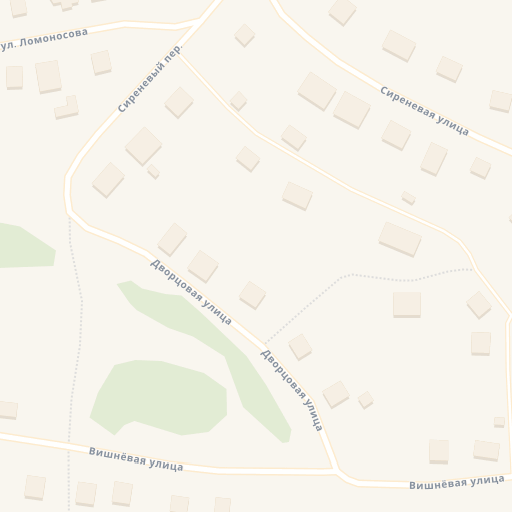 ул. Ломоносова
Сиреневый пер.
Сиреневая улица
Дворцовая улица
Дворцовая улица
Вишнёвая улица
Вишнёвая улица